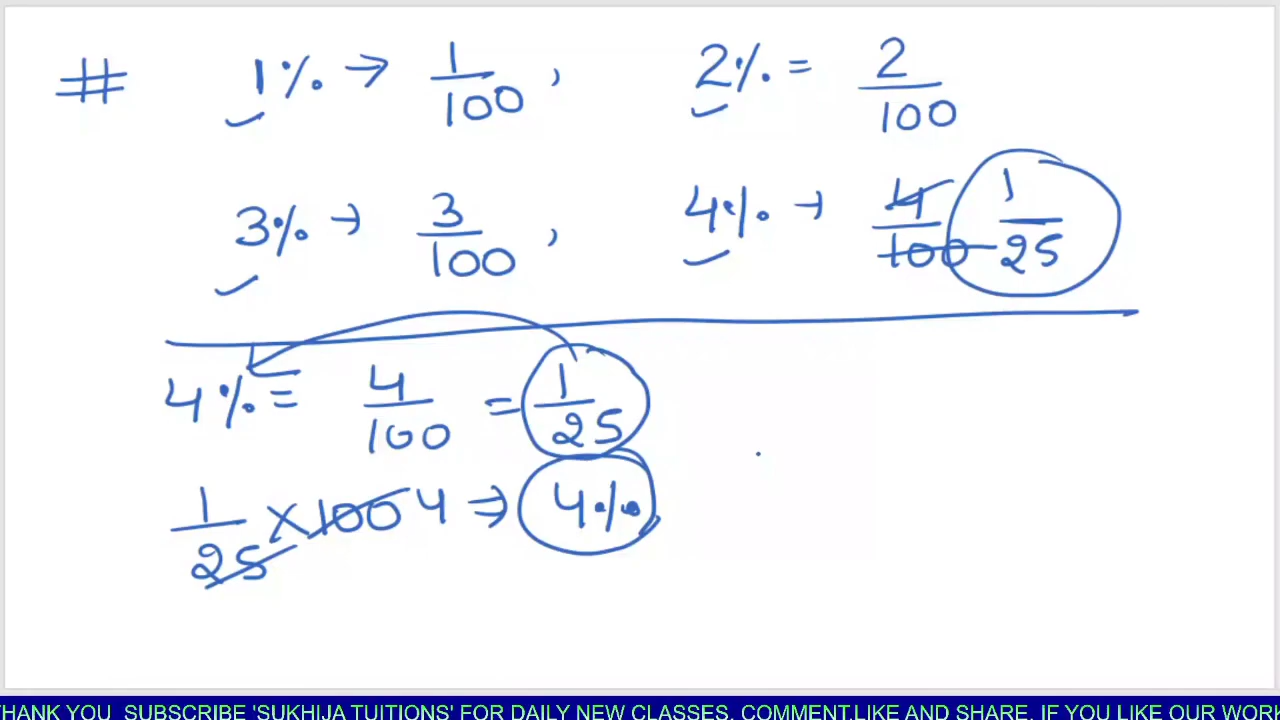 # 1% → 1/100, 2% = 2/100
3% → 3/100, 4% → 4/100 1/25
4% = 4/100 = 1/25
1/25 × 100 4 ⇒ 4%
THANK YOU SUBSCRIBE 'SUKHIJA TUITIONS' FOR DAILY NEW CLASSES. COMMENT,LIKE AND SHARE. IF YOU LIKE OUR WOR